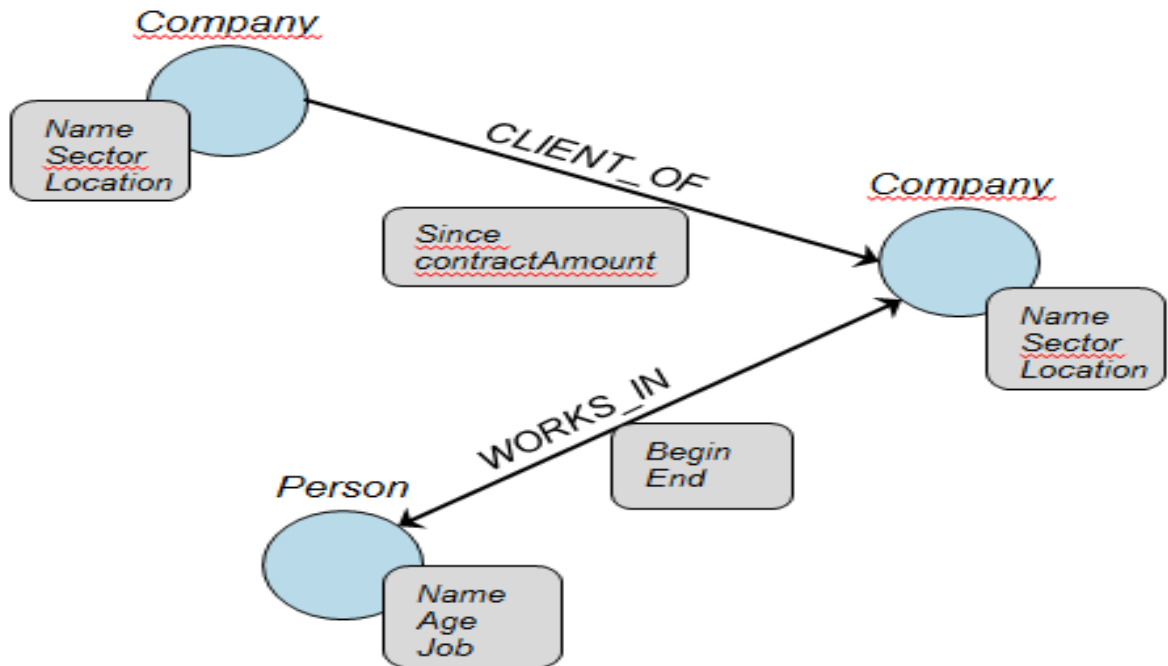 Company
Name
Sector
Location
CLIENT_OF
Since
contractAmount
Company
Name
Sector
Location
WORKS_IN
Begin
End
Person
Name
Age
Job